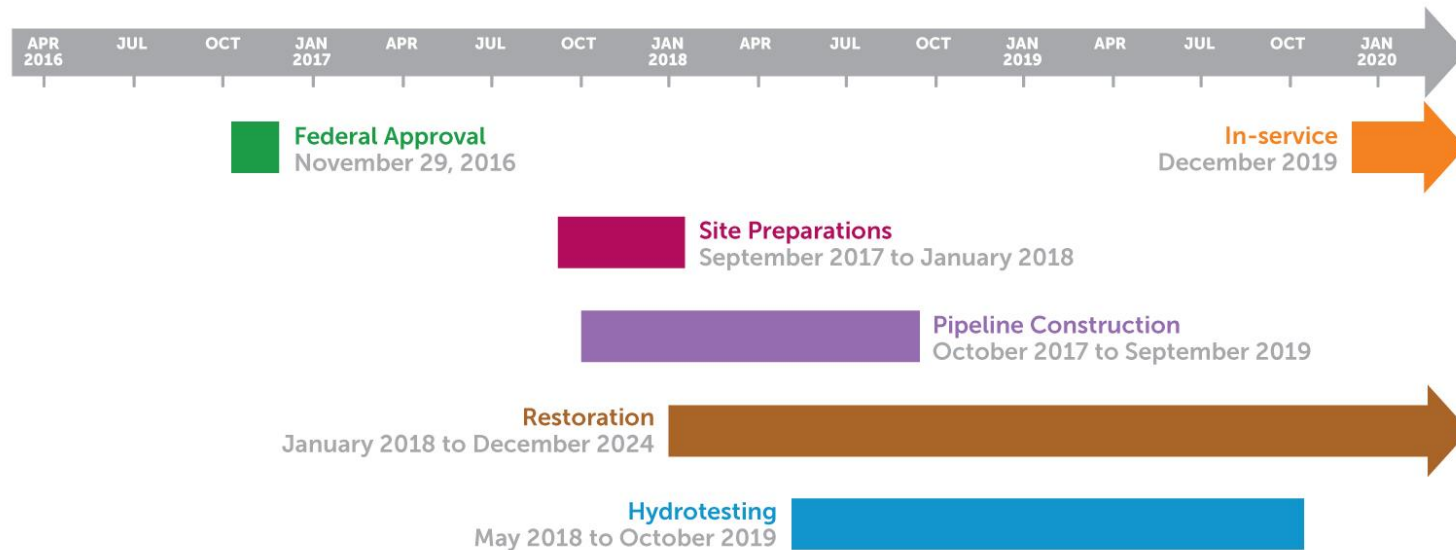 APR JUL OCT JAN APR JUL OCT JAN APR JUL OCT JAN APR JUL OCT JAN
2016 2017 2018 2019 2020
Federal Approval
November 29, 2016
In-service
December 2019
Site Preparations
September 2017 to January 2018
Pipeline Construction
October 2017 to September 2019
Restoration
January 2018 to December 2024
Hydrotesting
May 2018 to October 2019